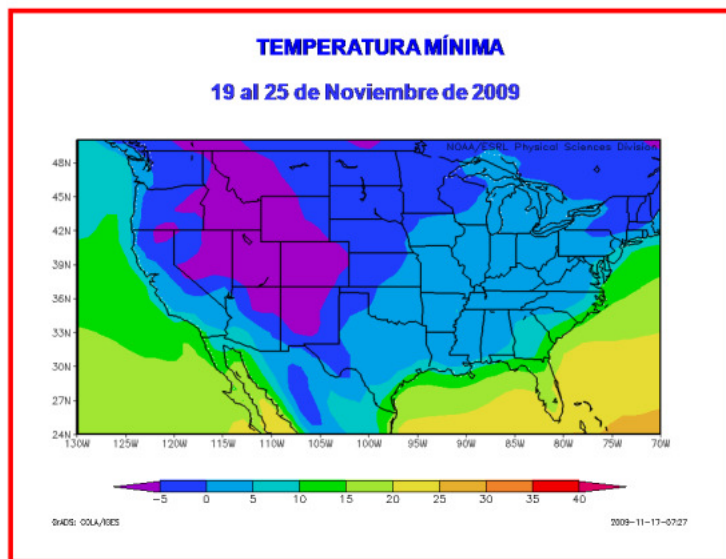 TEMPERATURA MÍNIMA
19 al 25 de Noviembre de 2009
NOAA/ESRL Physical Sciences Division
48N
45N
42N
39N
36N
33N
30N
27N
24N
130W 125W 120W 115W 110W 105W 100W 95W 90W 85W 80W 75W 70W
-5 0 5 10 15 20 25 30 35 40
GrADS: COLA/IGES 2009-11-17-07:27